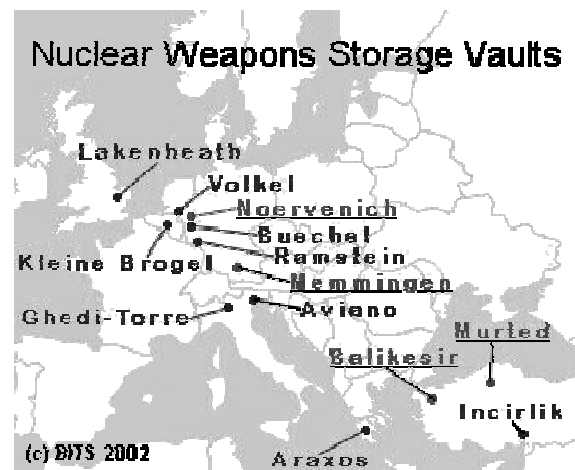 Nuclear Weapons Storage Vaults
Lakenheath
Volkel
Noervenich
Buechel
Ramstein
Kleine Brogel
Memmingen
Ghedi-Torre
Aviano
Murted
Balikesir
Incirlik
(c) BITS 2002
Araxos